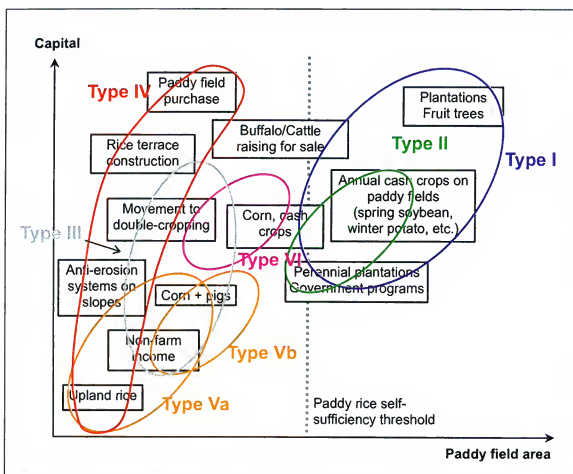 Capital
Type IV
Paddy field
purchase
Plantations
Fruit trees
Buffalo/Cattle
raising for sale
Type II
Rice terrace
construction
Type I
Annual cash crops on
paddy fields
(spring soybean,
winter potato, etc.)
Movement to
double-cropping
Corn, cash
crops
Type III
Type VI
Anti-erosion
systems on
slopes
Perennial plantations
Government programs
Corn + pigs
Non-farm
income
Type Vb
Upland rice
Type Va
Paddy rice self-
sufficiency threshold
Paddy field area